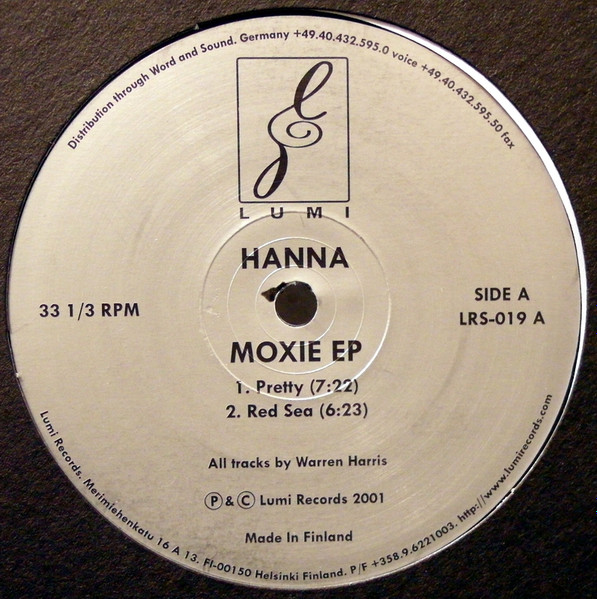 Distribution through Word and Sound. Germany +49.40.432.595.0 voice +49.40.432.595.50 fax
LUMI
HANNA
33 1/3 RPM
SIDE A
LRS-019 A
MOXIE EP
1. Pretty (7:22)
2. Red Sea (6:23)
All tracks by Warren Harris
Ⓟ & Ⓒ Lumi Records 2001
Made In Finland
Lumi Records. Merimiehenkatu 16 A 13. FI-00150 Helsinki Finland. P/F +358.9.6221003. http://www.lumirecords.com